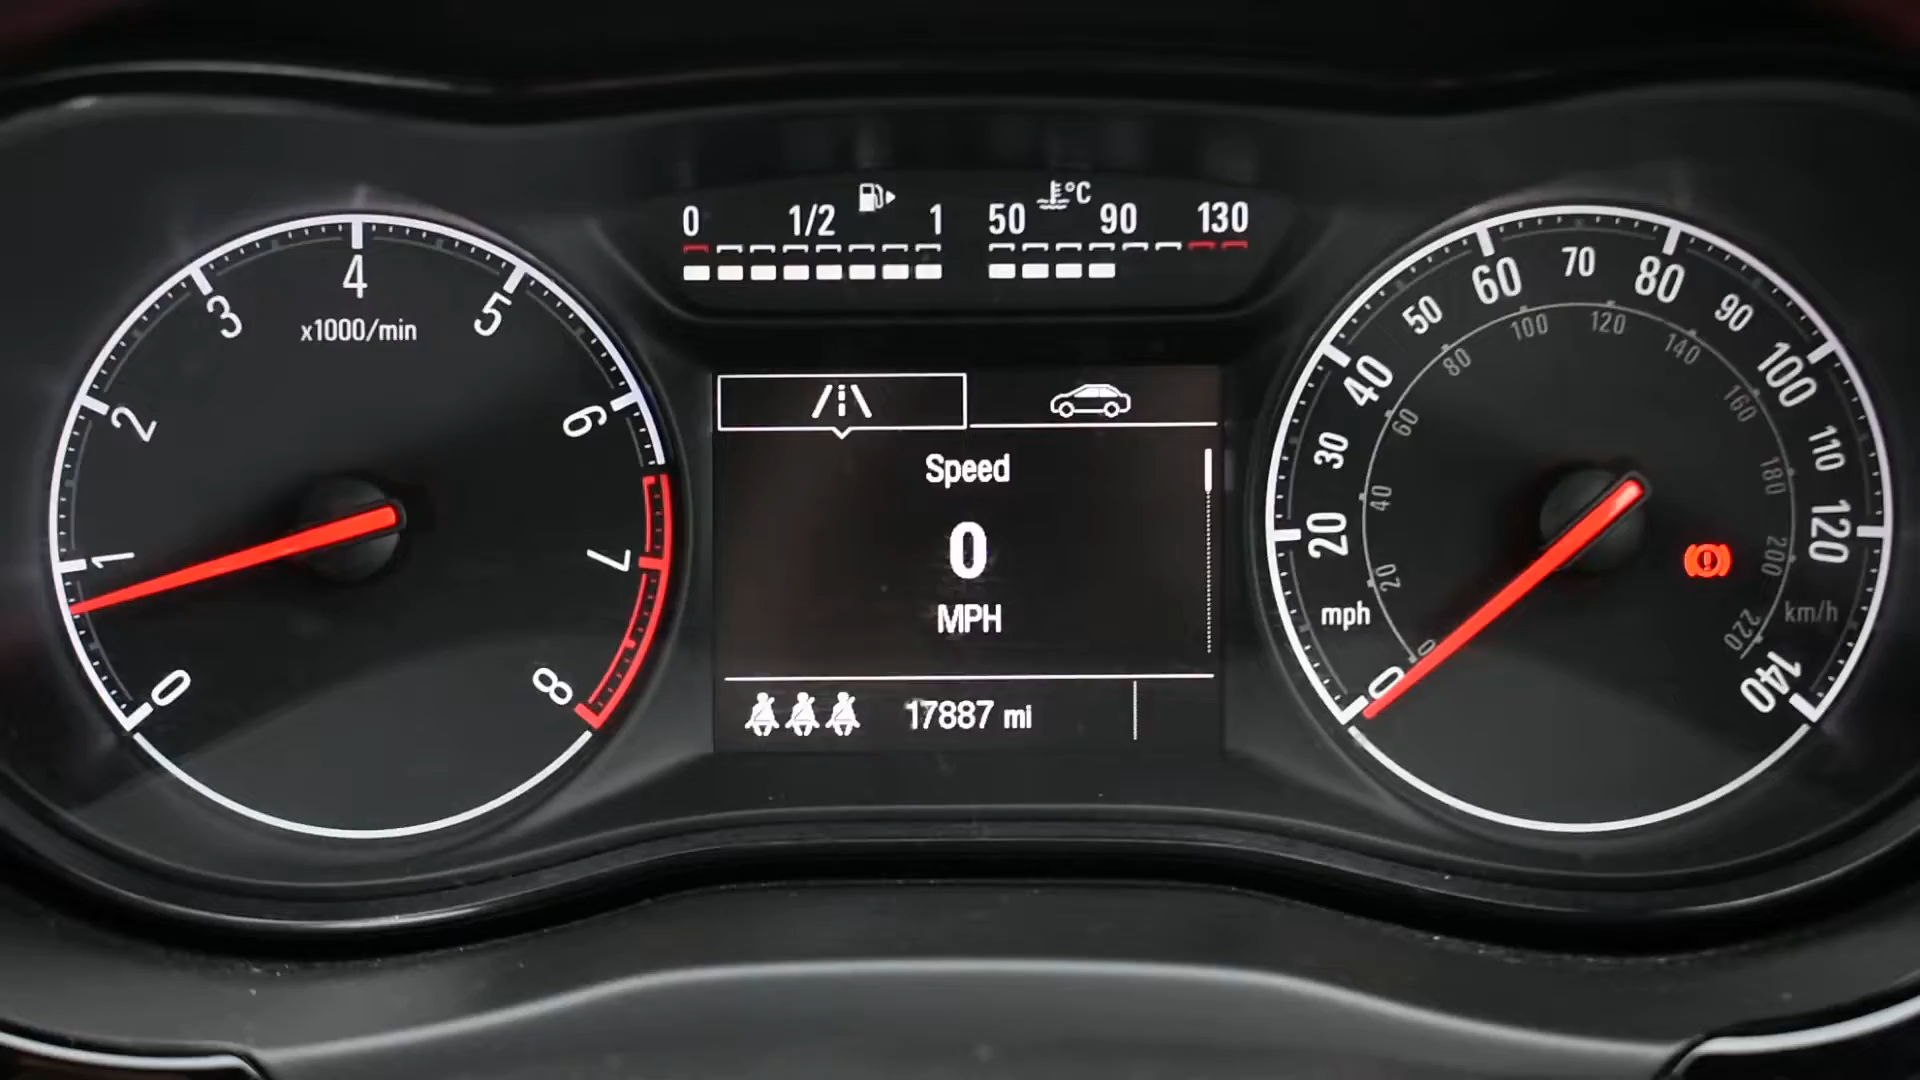 0 1/2 1
50 °C 90 130
0 1 2 3 4 5 6 7 8
x1000/min
Speed
0
MPH
17887 mi
0 20 30 40 50 60 70 80 90 100 110 120 140
mph
0 20 40 60 80 100 120 140 160 180 200 220
km/h